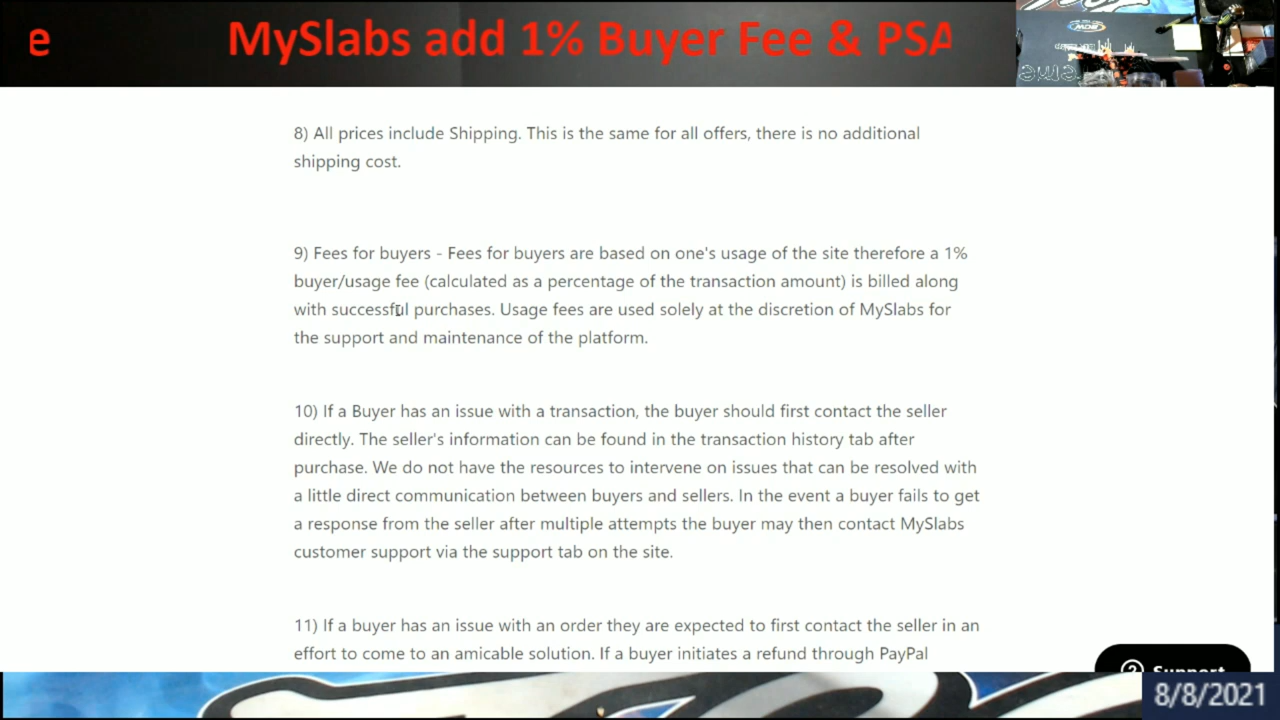 e MySlabs add 1% Buyer Fee & PSA
8) All prices include Shipping. This is the same for all offers, there is no additional
shipping cost.
9) Fees for buyers - Fees for buyers are based on one's usage of the site therefore a 1%
buyer/usage fee (calculated as a percentage of the transaction amount) is billed along
with successful purchases. Usage fees are used solely at the discretion of MySlabs for
the support and maintenance of the platform.
10) If a Buyer has an issue with a transaction, the buyer should first contact the seller
directly. The seller's information can be found in the transaction history tab after
purchase. We do not have the resources to intervene on issues that can be resolved with
a little direct communication between buyers and sellers. In the event a buyer fails to get
a response from the seller after multiple attempts the buyer may then contact MySlabs
customer support via the support tab on the site.
11) If a buyer has an issue with an order they are expected to first contact the seller in an
effort to come to an amicable solution. If a buyer initiates a refund through PayPal
Support
8/8/2021